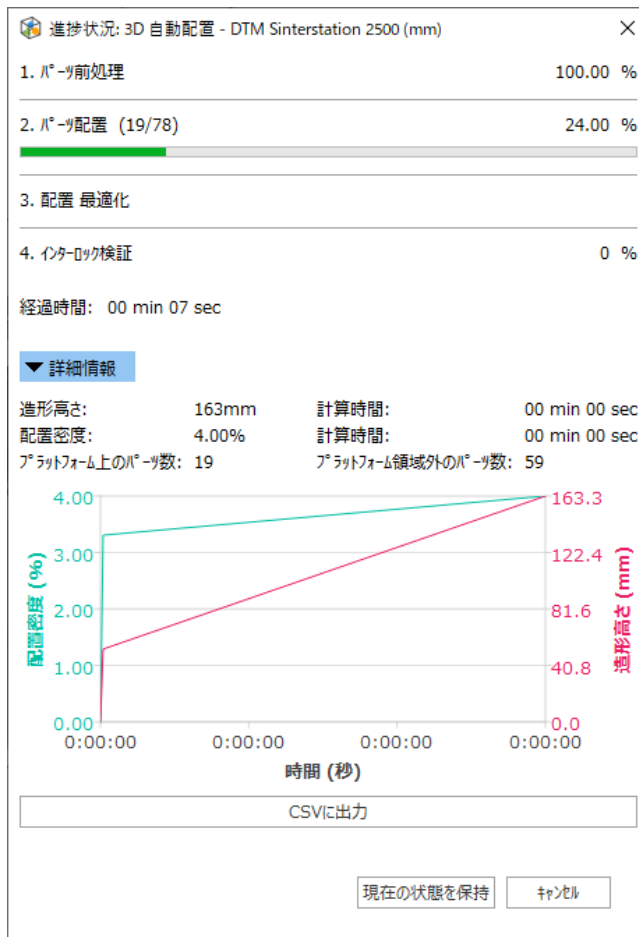 進捗状況: 3D 自動配置 - DTM Sinterstation 2500 (mm)
1. ﾊﾟｰﾂ前処理 100.00 %
2. ﾊﾟｰﾂ配置 (19/78) 24.00 %
3. 配置 最適化
4. ｲﾝﾀｰﾛｯｸ検証 0 %
経過時間: 00 min 07 sec
▼ 詳細情報
造形高さ: 163mm 計算時間: 00 min 00 sec
配置密度: 4.00% 計算時間: 00 min 00 sec
ﾌﾟﾗｯﾄﾌｫｰﾑ上のﾊﾟｰﾂ数: 19 ﾌﾟﾗｯﾄﾌｫｰﾑ領域外のﾊﾟｰﾂ数: 59
配置密度 (%)
4.00
3.00
2.00
1.00
0.00
163.3
122.4
81.6
40.8
0.0
造形高さ (mm)
0:00:00 0:00:00 0:00:00 0:00:00
時間 (秒)
CSVに出力
現在の状態を保持 ｷｬﾝｾﾙ